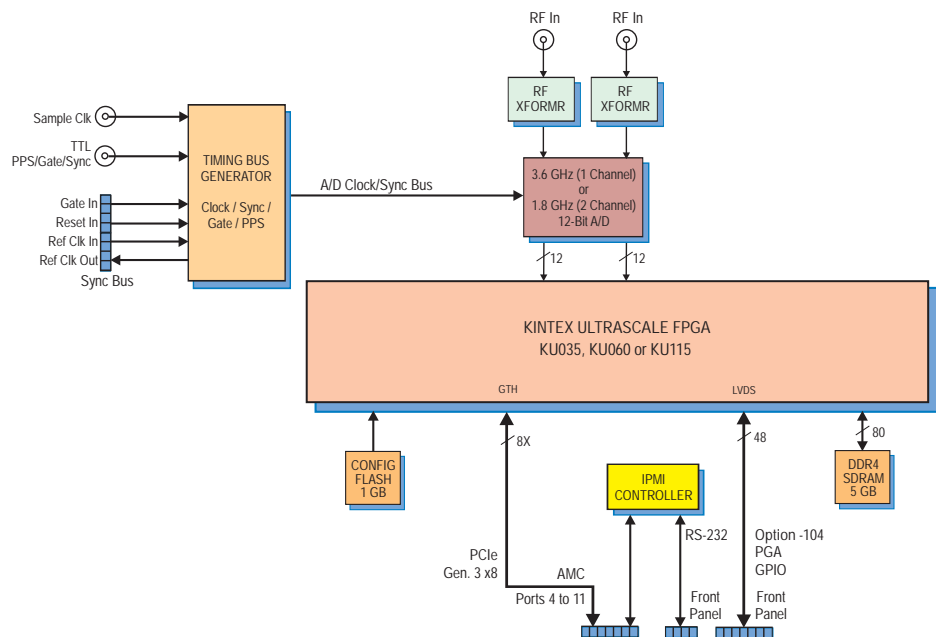 RF In
RF In
RF
XFORMR
RF
XFORMR
Sample Clk
TTL
PPS/Gate/Sync
TIMING BUS
GENERATOR
Clock / Sync /
Gate / PPS
A/D Clock/Sync Bus
3.6 GHz (1 Channel)
or
1.8 GHz (2 Channel)
12-Bit A/D
Gate In
Reset In
Ref Clk In
Ref Clk Out
Sync Bus
12
12
KINTEX ULTRASCALE FPGA
KU035, KU060 or KU115
GTH
LVDS
8X
48
80
CONFIG
FLASH
1 GB
IPMI
CONTROLLER
DDR4
SDRAM
5 GB
RS-232
Option -104
PGA
GPIO
PCIe
Gen. 3 x8
AMC
Ports 4 to 11
Front
Panel
Front
Panel